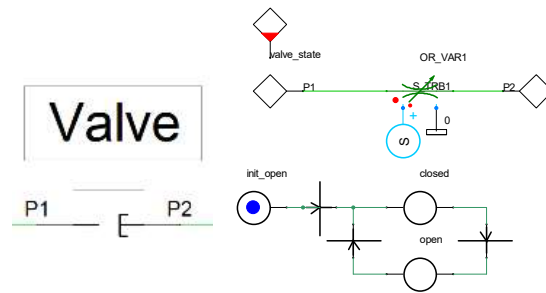 Valve
P1
P2
valve_state
OR_VAR1
P1
S_TRB1
P2
+
0
S
init_open
closed
open